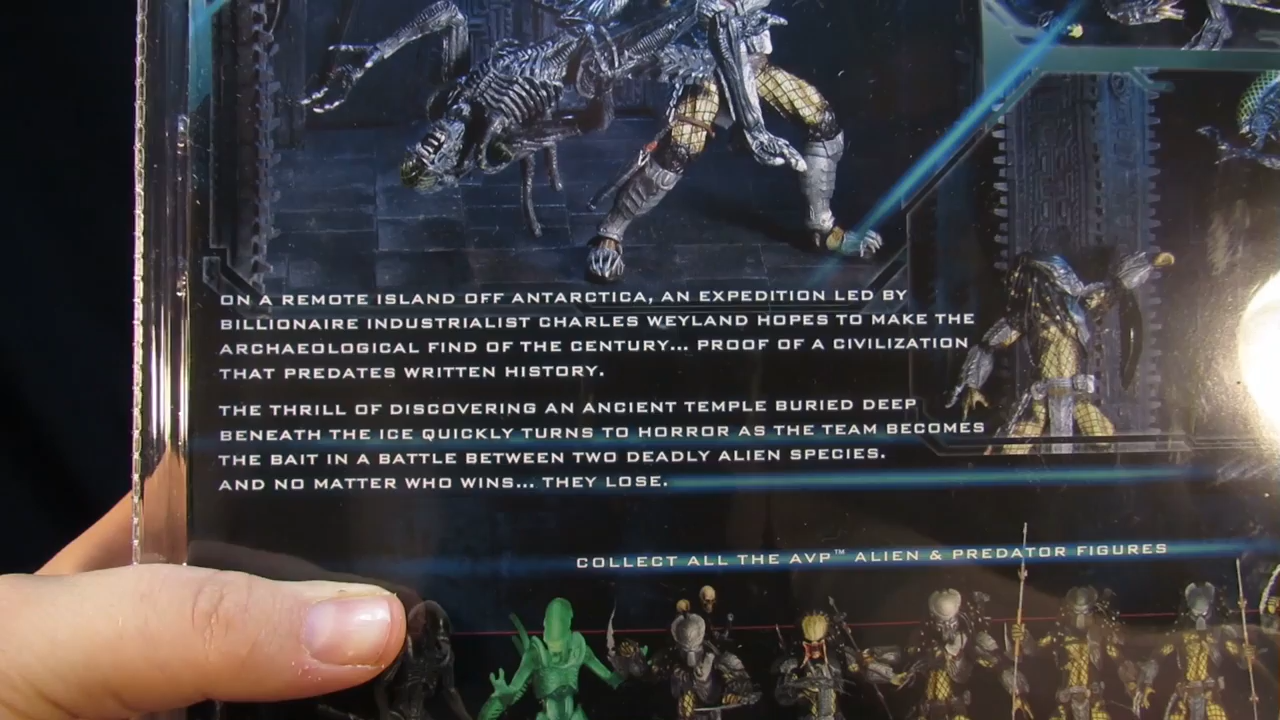 ON A REMOTE ISLAND OFF ANTARCTICA, AN EXPEDITION LED BY
BILLIONAIRE INDUSTRIALIST CHARLES WEYLAND HOPES TO MAKE THE
ARCHAEOLOGICAL FIND OF THE CENTURY... PROOF OF A CIVILIZATION
THAT PREDATES WRITTEN HISTORY.
THE THRILL OF DISCOVERING AN ANCIENT TEMPLE BURIED DEEP
BENEATH THE ICE QUICKLY TURNS TO HORROR AS THE TEAM BECOMES
THE BAIT IN A BATTLE BETWEEN TWO DEADLY ALIEN SPECIES.
AND NO MATTER WHO WINS... THEY LOSE.
COLLECT ALL THE AVP™ ALIEN & PREDATOR FIGURES